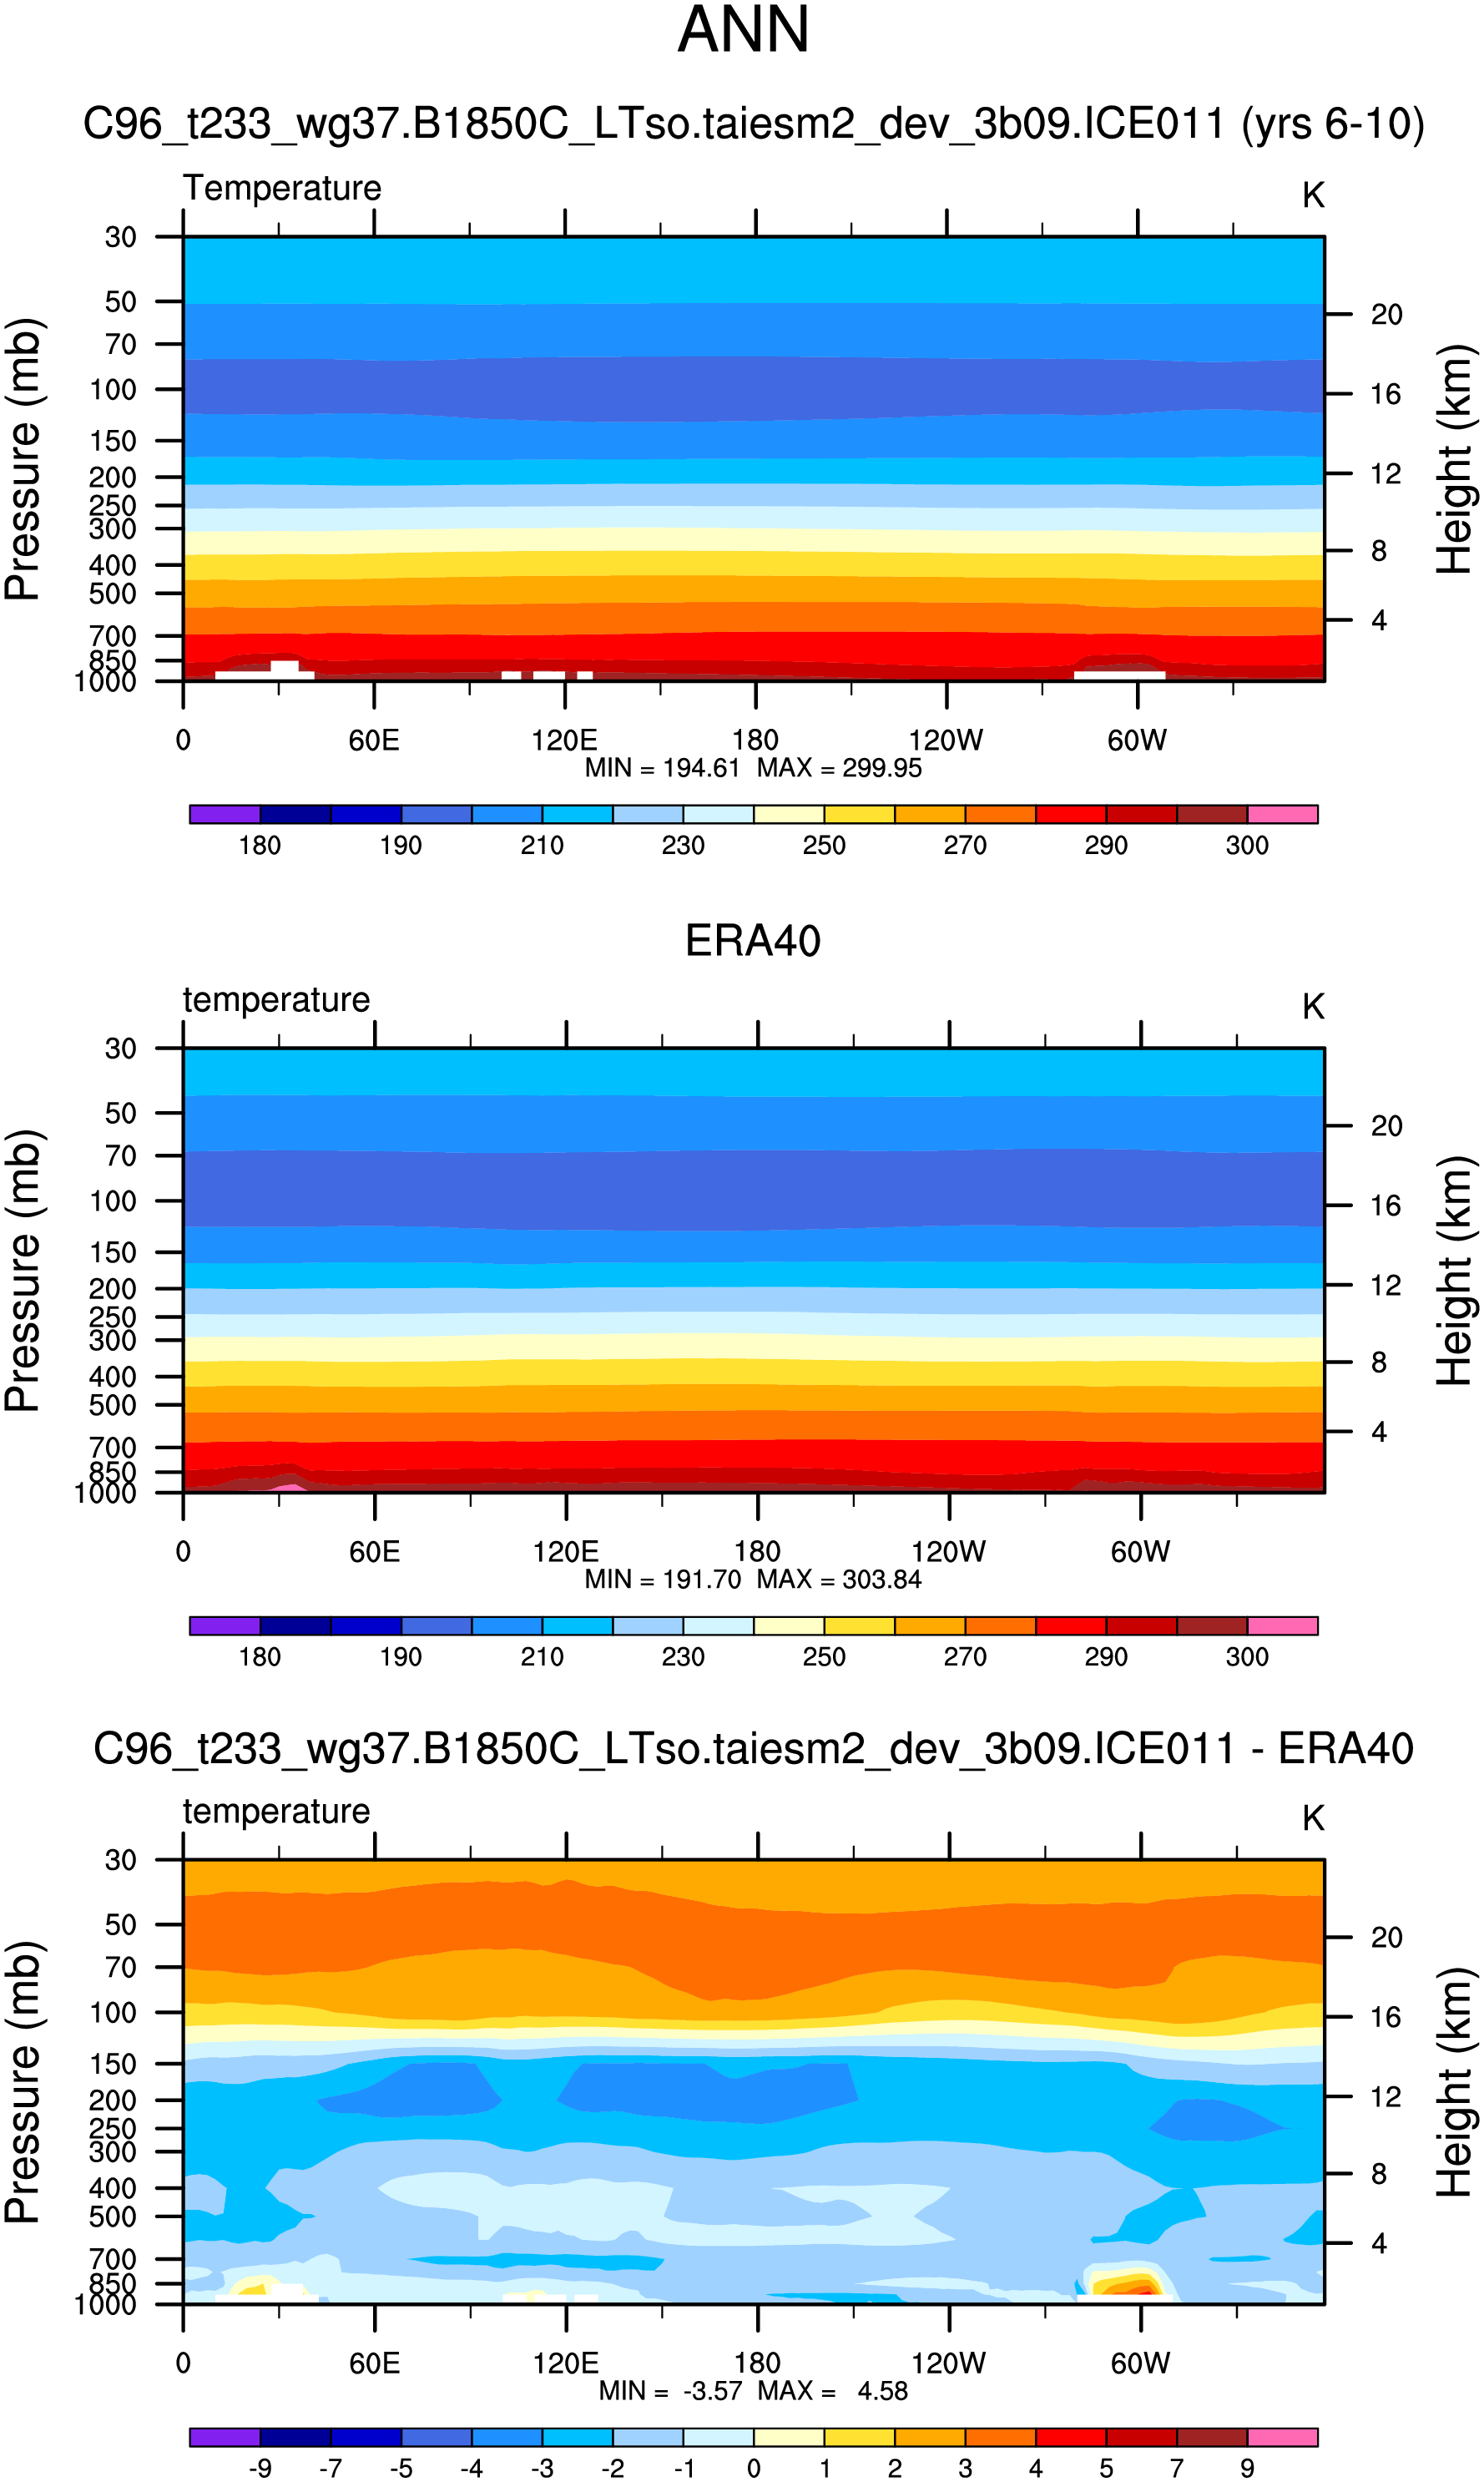 ANN
C96_t233_wg37.B1850C_LTso.taiesm2_dev_3b09.ICE011 (yrs 6-10)
Temperature K
Pressure (mb)
30
50
70
100
150
200
250
300
400
500
700
850
1000
20
16
12
8
4
Height (km)
0 60E 120E 180 120W 60W
MIN = 194.61 MAX = 299.95
180 190 210 230 250 270 290 300
ERA40
temperature K
Pressure (mb)
30
50
70
100
150
200
250
300
400
500
700
850
1000
20
16
12
8
4
Height (km)
0 60E 120E 180 120W 60W
MIN = 191.70 MAX = 303.84
180 190 210 230 250 270 290 300
C96_t233_wg37.B1850C_LTso.taiesm2_dev_3b09.ICE011 - ERA40
temperature K
Pressure (mb)
30
50
70
100
150
200
250
300
400
500
700
850
1000
20
16
12
8
4
Height (km)
0 60E 120E 180 120W 60W
MIN = -3.57 MAX = 4.58
-9 -7 -5 -4 -3 -2 -1 0 1 2 3 4 5 7 9